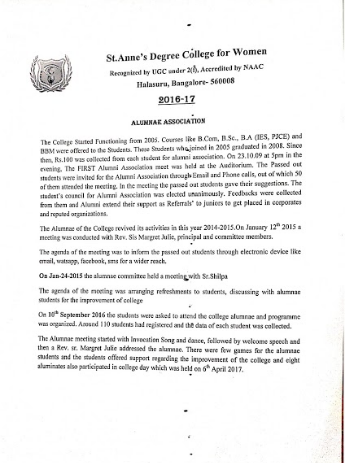 St.Anne's Degree College for Women
Recognized by UGC under 2(f), Accredited by NAAC
Halasuru, Bangalore- 560008
2016-17
ALUMNAE ASSOCIATION
The College Started Functioning from 2005. Courses like B.Com, B.Sc., B.A (IES, PJCE) and
BBM were offered to the Students. Those Students who joined in 2005 graduated in 2008. Since
then, Rs.100 was collected from each student for alumni association. On 23.10.09 at 5pm in the
evening, The FIRST Alumni Association meet was held at the Auditorium. The Passed out
students were invited for the Alumni Association through Email and Phone calls, out of which 50
of them attended the meeting. In the meeting the passed out students gave their suggestions. The
student's council for Alumni Association was elected unanimously. Feedbacks were collected
from them and Alumni extend their support as Referrals' to juniors to get placed in corporates
and reputed organizations.
The Alumnae of the College revived its activities in this year 2014-2015.On January 12th 2015 a
meeting was conducted with Rev. Sis Margret Julie, principal and committee members.
The agenda of the meeting was to inform the passed out students through electronic device like
email, watsapp, facebook, sms for a wider reach.
On Jan-24-2015 the alumnae committee held a meeting with Sr.Shilpa
The agenda of the meeting was arranging refreshments to students, discussing with alumnae
students for the improvement of college
On 10th September 2016 the students were asked to attend the college alumnae and programme
was organized. Around 110 students had registered and the data of each student was collected.
The Alumnae meeting started with Invocation Song and dance, followed by welcome speech and
then a Rev. sr. Margret Julie addressed the alumnae. There were few games for the alumnae
students and the students offered support regarding the improvement of the college and eight
aluminates also participated in college day which was held on 6th April 2017.